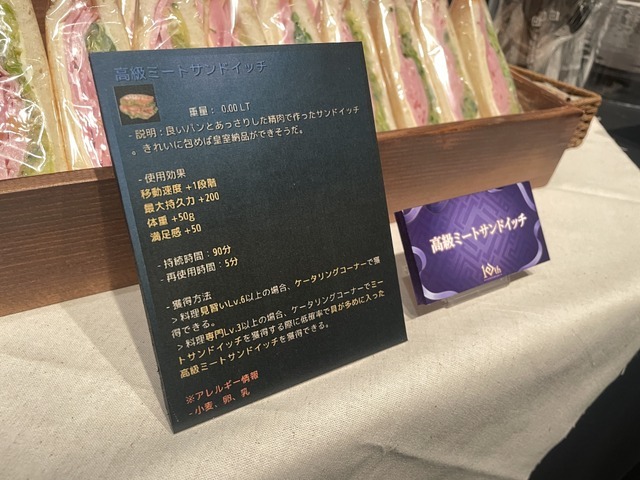 高級ミートサンドイッチ
重量： 0.00 LT
- 説明：良いパンとあっさりした精肉で作ったサンドイッチ
。きれいに包めば皇室納品ができそうだ。
- 使用効果
移動速度 +1段階
最大持久力 +200
体重 +50g
満足感 +50
- 持続時間：90分
- 再使用時間：5分
- 獲得方法
> 料理見習いLv.6以上の場合、ケータリングコーナーで獲
得できる。
> 料理専門Lv.3以上の場合、ケータリングコーナーでミー
トサンドイッチを獲得する際に低確率で具が多めに入った
高級ミートサンドイッチを獲得できる。
※アレルギー情報
- 小麦、卵、乳
高級ミートサンドイッチ
10th